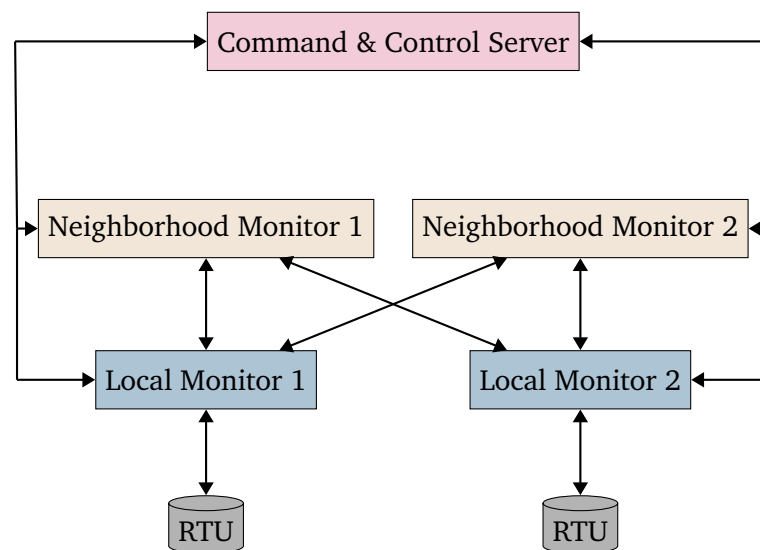 Command & Control Server
Neighborhood Monitor 1
Neighborhood Monitor 2
Local Monitor 1
Local Monitor 2
RTU
RTU